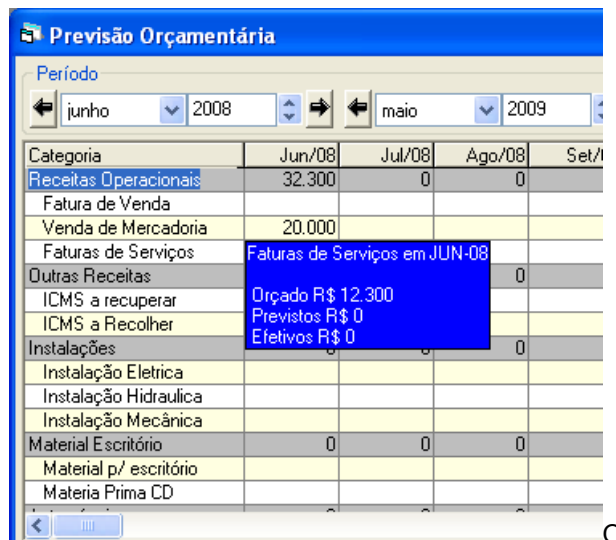 Previsão Orçamentária
Período
junho 2008 maio 2009
Categoria Jun/08 Jul/08 Ago/08 Set/
Receitas Operacionais 32.300 0 0
Fatura de Venda
Venda de Mercadoria 20.000
Faturas de Serviços
Faturas de Serviços em JUN-08
Orçado R$ 12.300
Previstos R$ 0
Efetivos R$ 0
Outras Receitas 0
ICMS a recuperar
ICMS a Recolher
Instalações 0 0 0
Instalação Eletrica
Instalação Hidraulica
Instalação Mecânica
Material Escritório 0 0 0
Material p/ escritório
Materia Prima CD